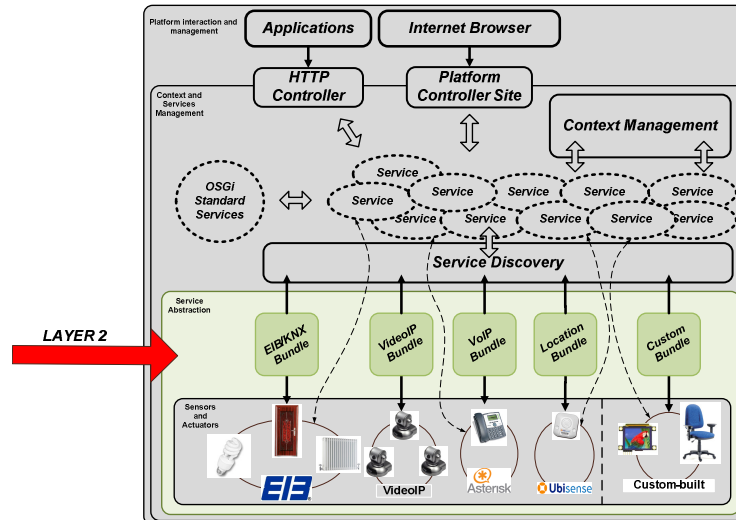 Platform interaction and
management
Applications
Internet Browser
HTTP
Controller
Platform
Controller Site
Context and
Services
Management
Context Management
OSGi
Standard
Services
Service
Service
Service
Service
Service
Service
Service
Service
Service
Service
Service
Service Discovery
Service
Abstraction
LAYER 2
EIB/KNX
Bundle
VideoIP
Bundle
VoIP
Bundle
Location
Bundle
Custom
Bundle
Sensors and
Actuators
EIB
VideoIP
Asterisk
Ubisense
Custom-built